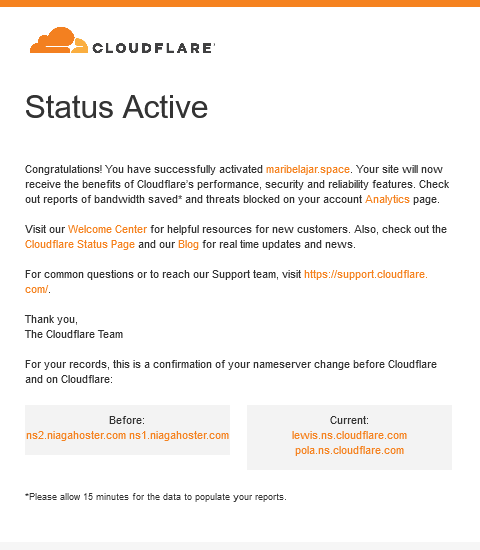 CLOUDFLARE
Status Active
Congratulations! You have successfully activated maribelajar.space. Your site will now
receive the benefits of Cloudflare's performance, security and reliability features. Check
out reports of bandwidth saved* and threats blocked on your account Analytics page.
Visit our Welcome Center for helpful resources for new customers. Also, check out the
Cloudflare Status Page and our Blog for real time updates and news.
For common questions or to reach our Support team, visit https://support.cloudflare.
com/.
Thank you,
The Cloudflare Team
For your records, this is a confirmation of your nameserver change before Cloudflare
and on Cloudflare:
Before:
ns2.niagahoster.com ns1.niagahoster.com
Current:
lewis.ns.cloudflare.com
pola.ns.cloudflare.com
*Please allow 15 minutes for the data to populate your reports.